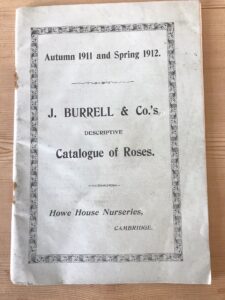 Autumn 1911 and Spring 1912.
J. BURRELL & Co.'s
DESCRIPTIVE
Catalogue of Roses.
Howe House Nurseries,
CAMBRIDGE.